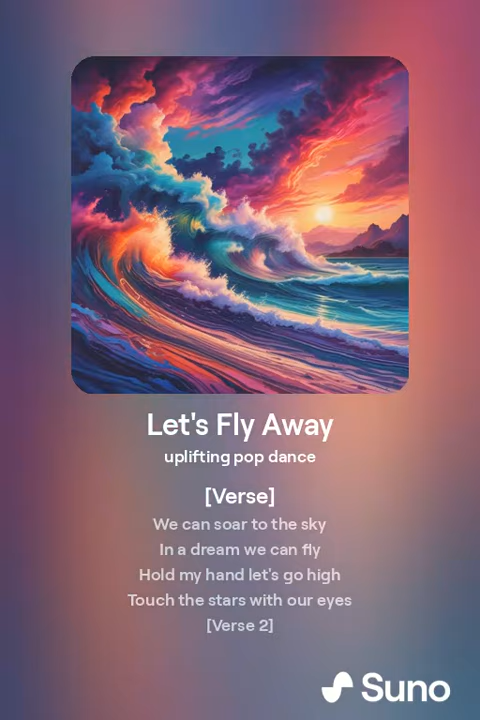 Let's Fly Away
uplifting pop dance
[Verse]
We can soar to the sky
In a dream we can fly
Hold my hand let's go high
Touch the stars with our eyes
[Verse 2]
Suno